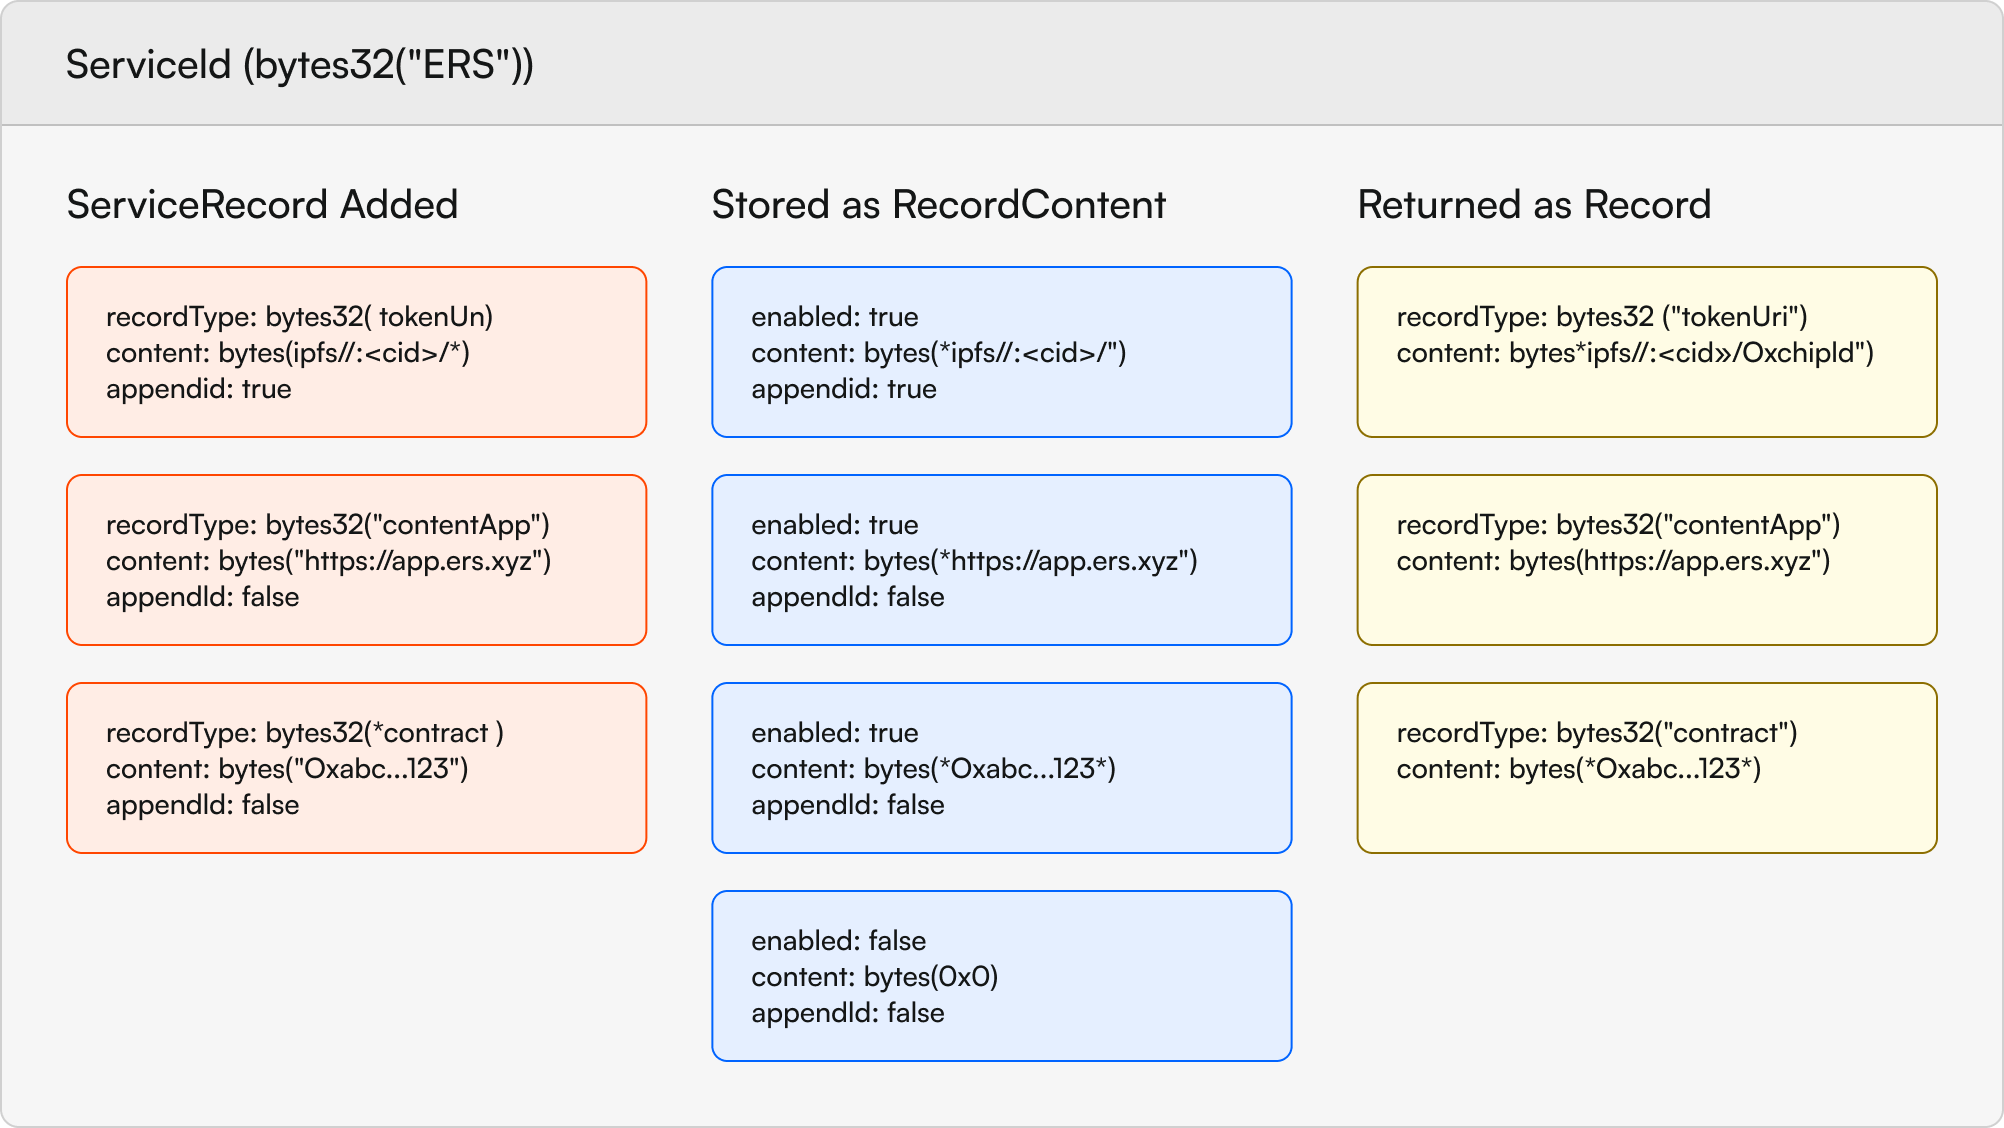 ServiceId (bytes32("ERS"))
ServiceRecord Added
recordType: bytes32( tokenUn)
content: bytes(ipfs//:<cid>/*)
appendid: true
recordType: bytes32("contentApp")
content: bytes("https://app.ers.xyz")
appendId: false
recordType: bytes32(*contract )
content: bytes("Oxabc...123")
appendId: false
Stored as RecordContent
enabled: true
content: bytes(*ipfs//:<cid>/")
appendid: true
enabled: true
content: bytes(*https://app.ers.xyz")
appendId: false
enabled: true
content: bytes(*Oxabc...123*)
appendId: false
enabled: false
content: bytes(0x0)
appendId: false
Returned as Record
recordType: bytes32 ("tokenUri")
content: bytes*ipfs//:<cid»/OxchipId")
recordType: bytes32("contentApp")
content: bytes(https://app.ers.xyz")
recordType: bytes32("contract")
content: bytes(*Oxabc...123*)